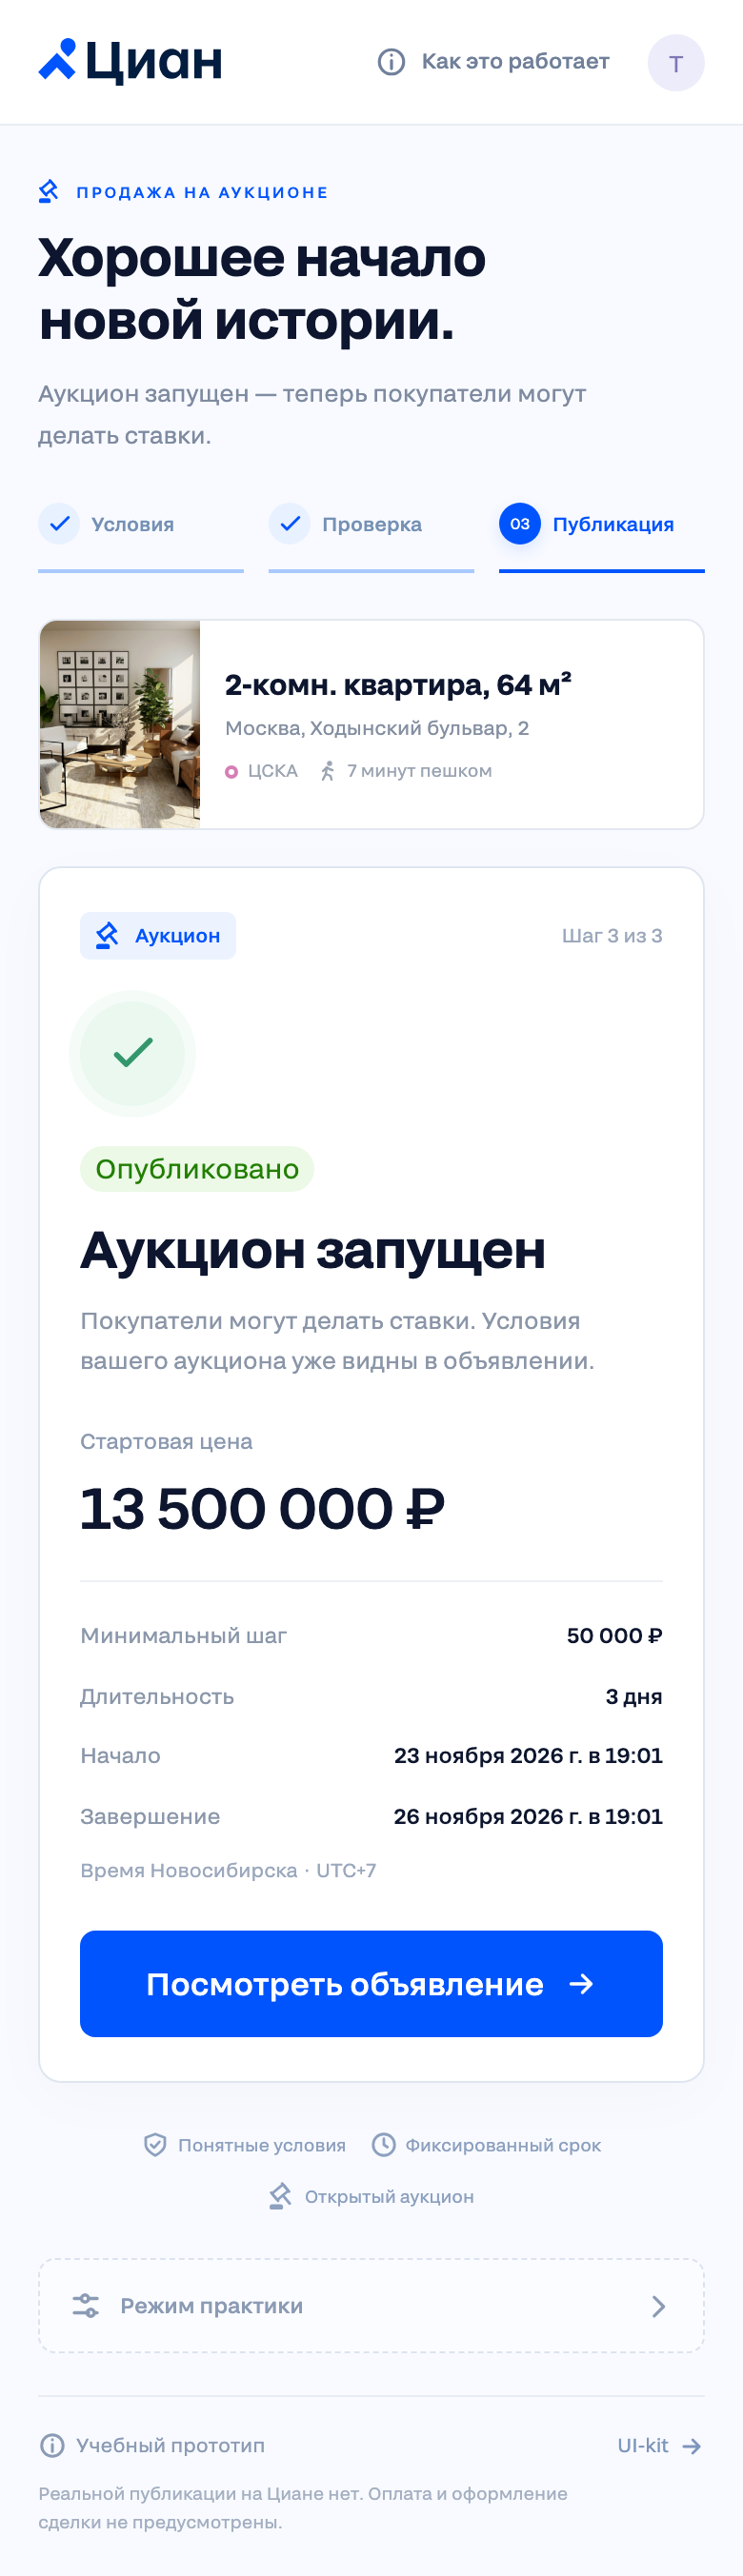 Циан
Как это работает
Т
ПРОДАЖА НА АУКЦИОНЕ
Хорошее начало
новой истории.
Аукцион запущен — теперь покупатели могут
делать ставки.
Условия
Проверка
03 Публикация
2-комн. квартира, 64 м²
Москва, Ходынский бульвар, 2
ЦСКА 7 минут пешком
Аукцион
Шаг 3 из 3
Опубликовано
Аукцион запущен
Покупатели могут делать ставки. Условия
вашего аукциона уже видны в объявлении.
Стартовая цена
13 500 000 ₽
Минимальный шаг 50 000 ₽
Длительность 3 дня
Начало 23 ноября 2026 г. в 19:01
Завершение 26 ноября 2026 г. в 19:01
Время Новосибирска · UTC+7
Посмотреть объявление
Понятные условия Фиксированный срок
Открытый аукцион
Режим практики
Учебный прототип UI-kit
Реальной публикации на Циане нет. Оплата и оформление
сделки не предусмотрены.